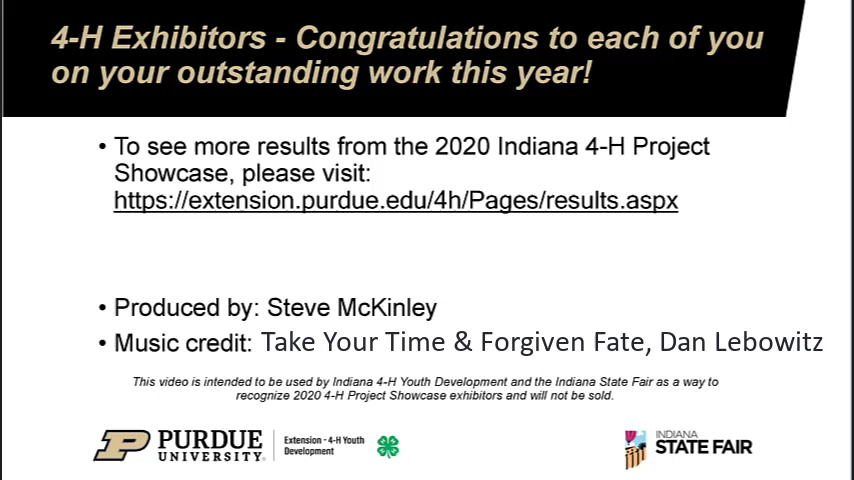 4-H Exhibitors - Congratulations to each of you
on your outstanding work this year!
• To see more results from the 2020 Indiana 4-H Project
Showcase, please visit:
https://extension.purdue.edu/4h/Pages/results.aspx
• Produced by: Steve McKinley
• Music credit: Take Your Time & Forgiven Fate, Dan Lebowitz
This video is intended to be used by Indiana 4-H Youth Development and the Indiana State Fair as a way to
recognize 2020 4-H Project Showcase exhibitors and will not be sold.
PURDUE
UNIVERSITY
Extension - 4-H Youth
Development
INDIANA
STATE FAIR